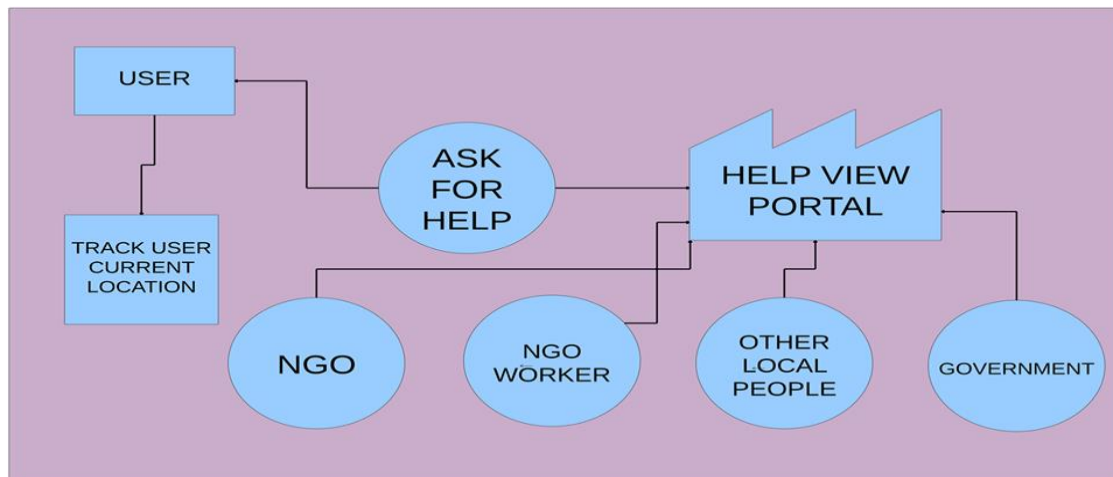 USER
ASK
FOR
HELP
HELP VIEW
PORTAL
TRACK USER
CURRENT
LOCATION
NGO
NGO
WORKER
OTHER
LOCAL
PEOPLE
GOVERNMENT